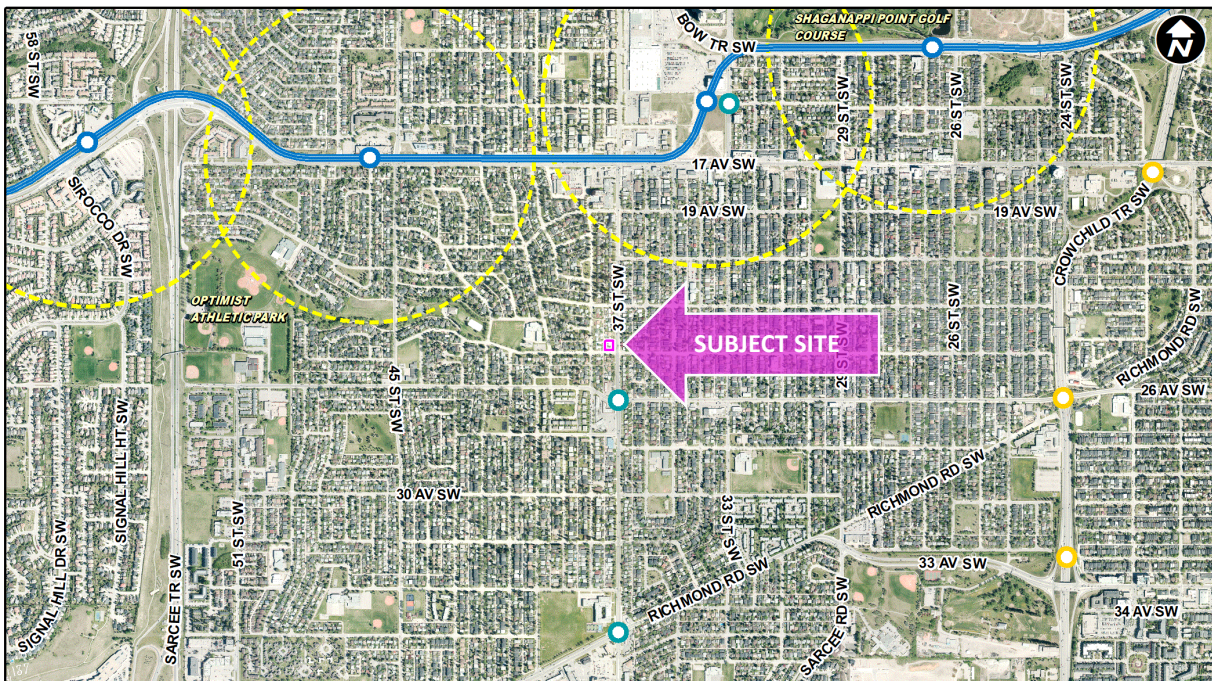 58 ST SW
BOW TR SW
SHAGANAPPI POINT GOLF
COURSE
N
29 ST SW
26 ST SW
24 ST SW
17 AV SW
SIROCCO DR SW
19 AV SW
19 AV SW
CROWCHILD TR SW
OPTIMIST
ATHLETIC PARK
37 ST SW
SUBJECT SITE
26 ST SW
RICHMOND RD SW
45 ST SW
26 AV SW
SIGNAL HILL HT SW
30 AV SW
RICHMOND RD SW
33 ST SW
51 ST SW
SIGNAL HILL DR SW
SARCEE TR SW
33 AV SW
RICHMOND RD SW
SARCEE RD SW
34 AV SW